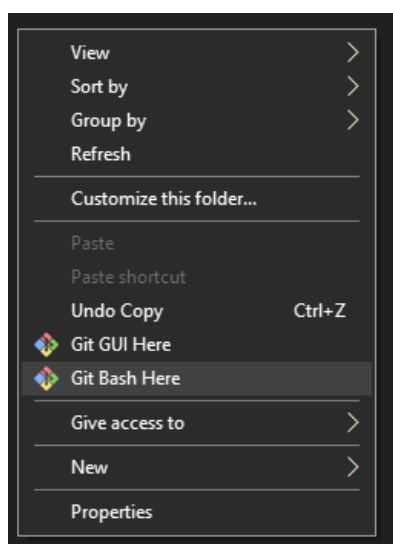 View
Sort by
Group by
Refresh
Customize this folder...
Paste
Paste shortcut
Undo Copy Ctrl+Z
Git GUI Here
Git Bash Here
Give access to
New
Properties